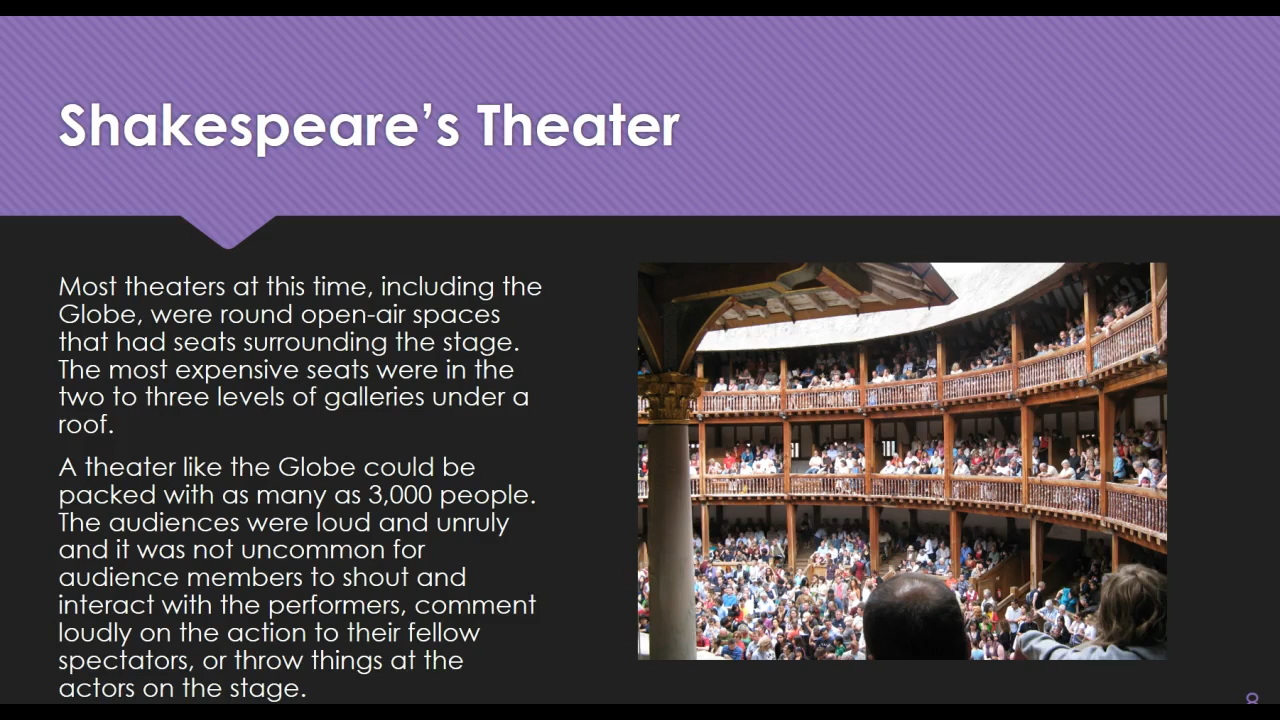 Shakespeare’s Theater
Most theaters at this time, including the
Globe, were round open-air spaces
that had seats surrounding the stage.
The most expensive seats were in the
two to three levels of galleries under a
roof.
A theater like the Globe could be
packed with as many as 3,000 people.
The audiences were loud and unruly
and it was not uncommon for
audience members to shout and
interact with the performers, comment
loudly on the action to their fellow
spectators, or throw things at the
actors on the stage.